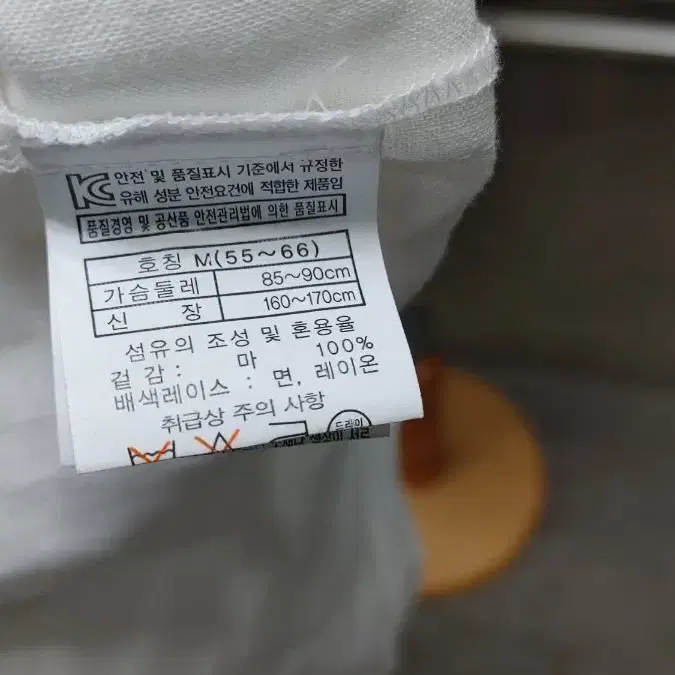 안전 및 품질표시 기준에서 규정한
유해 성분 안전요건에 적합한 제품임
품질경영 및 공산품 안전관리법에 의한 품질표시
호칭 M(55~66)
가슴둘레 85~90cm
신 장 160~170cm
섬유의 조성 및 혼용율
겉 감 : 마 100%
배색레이스 : 면, 레이온
취급상 주의 사항
드라이